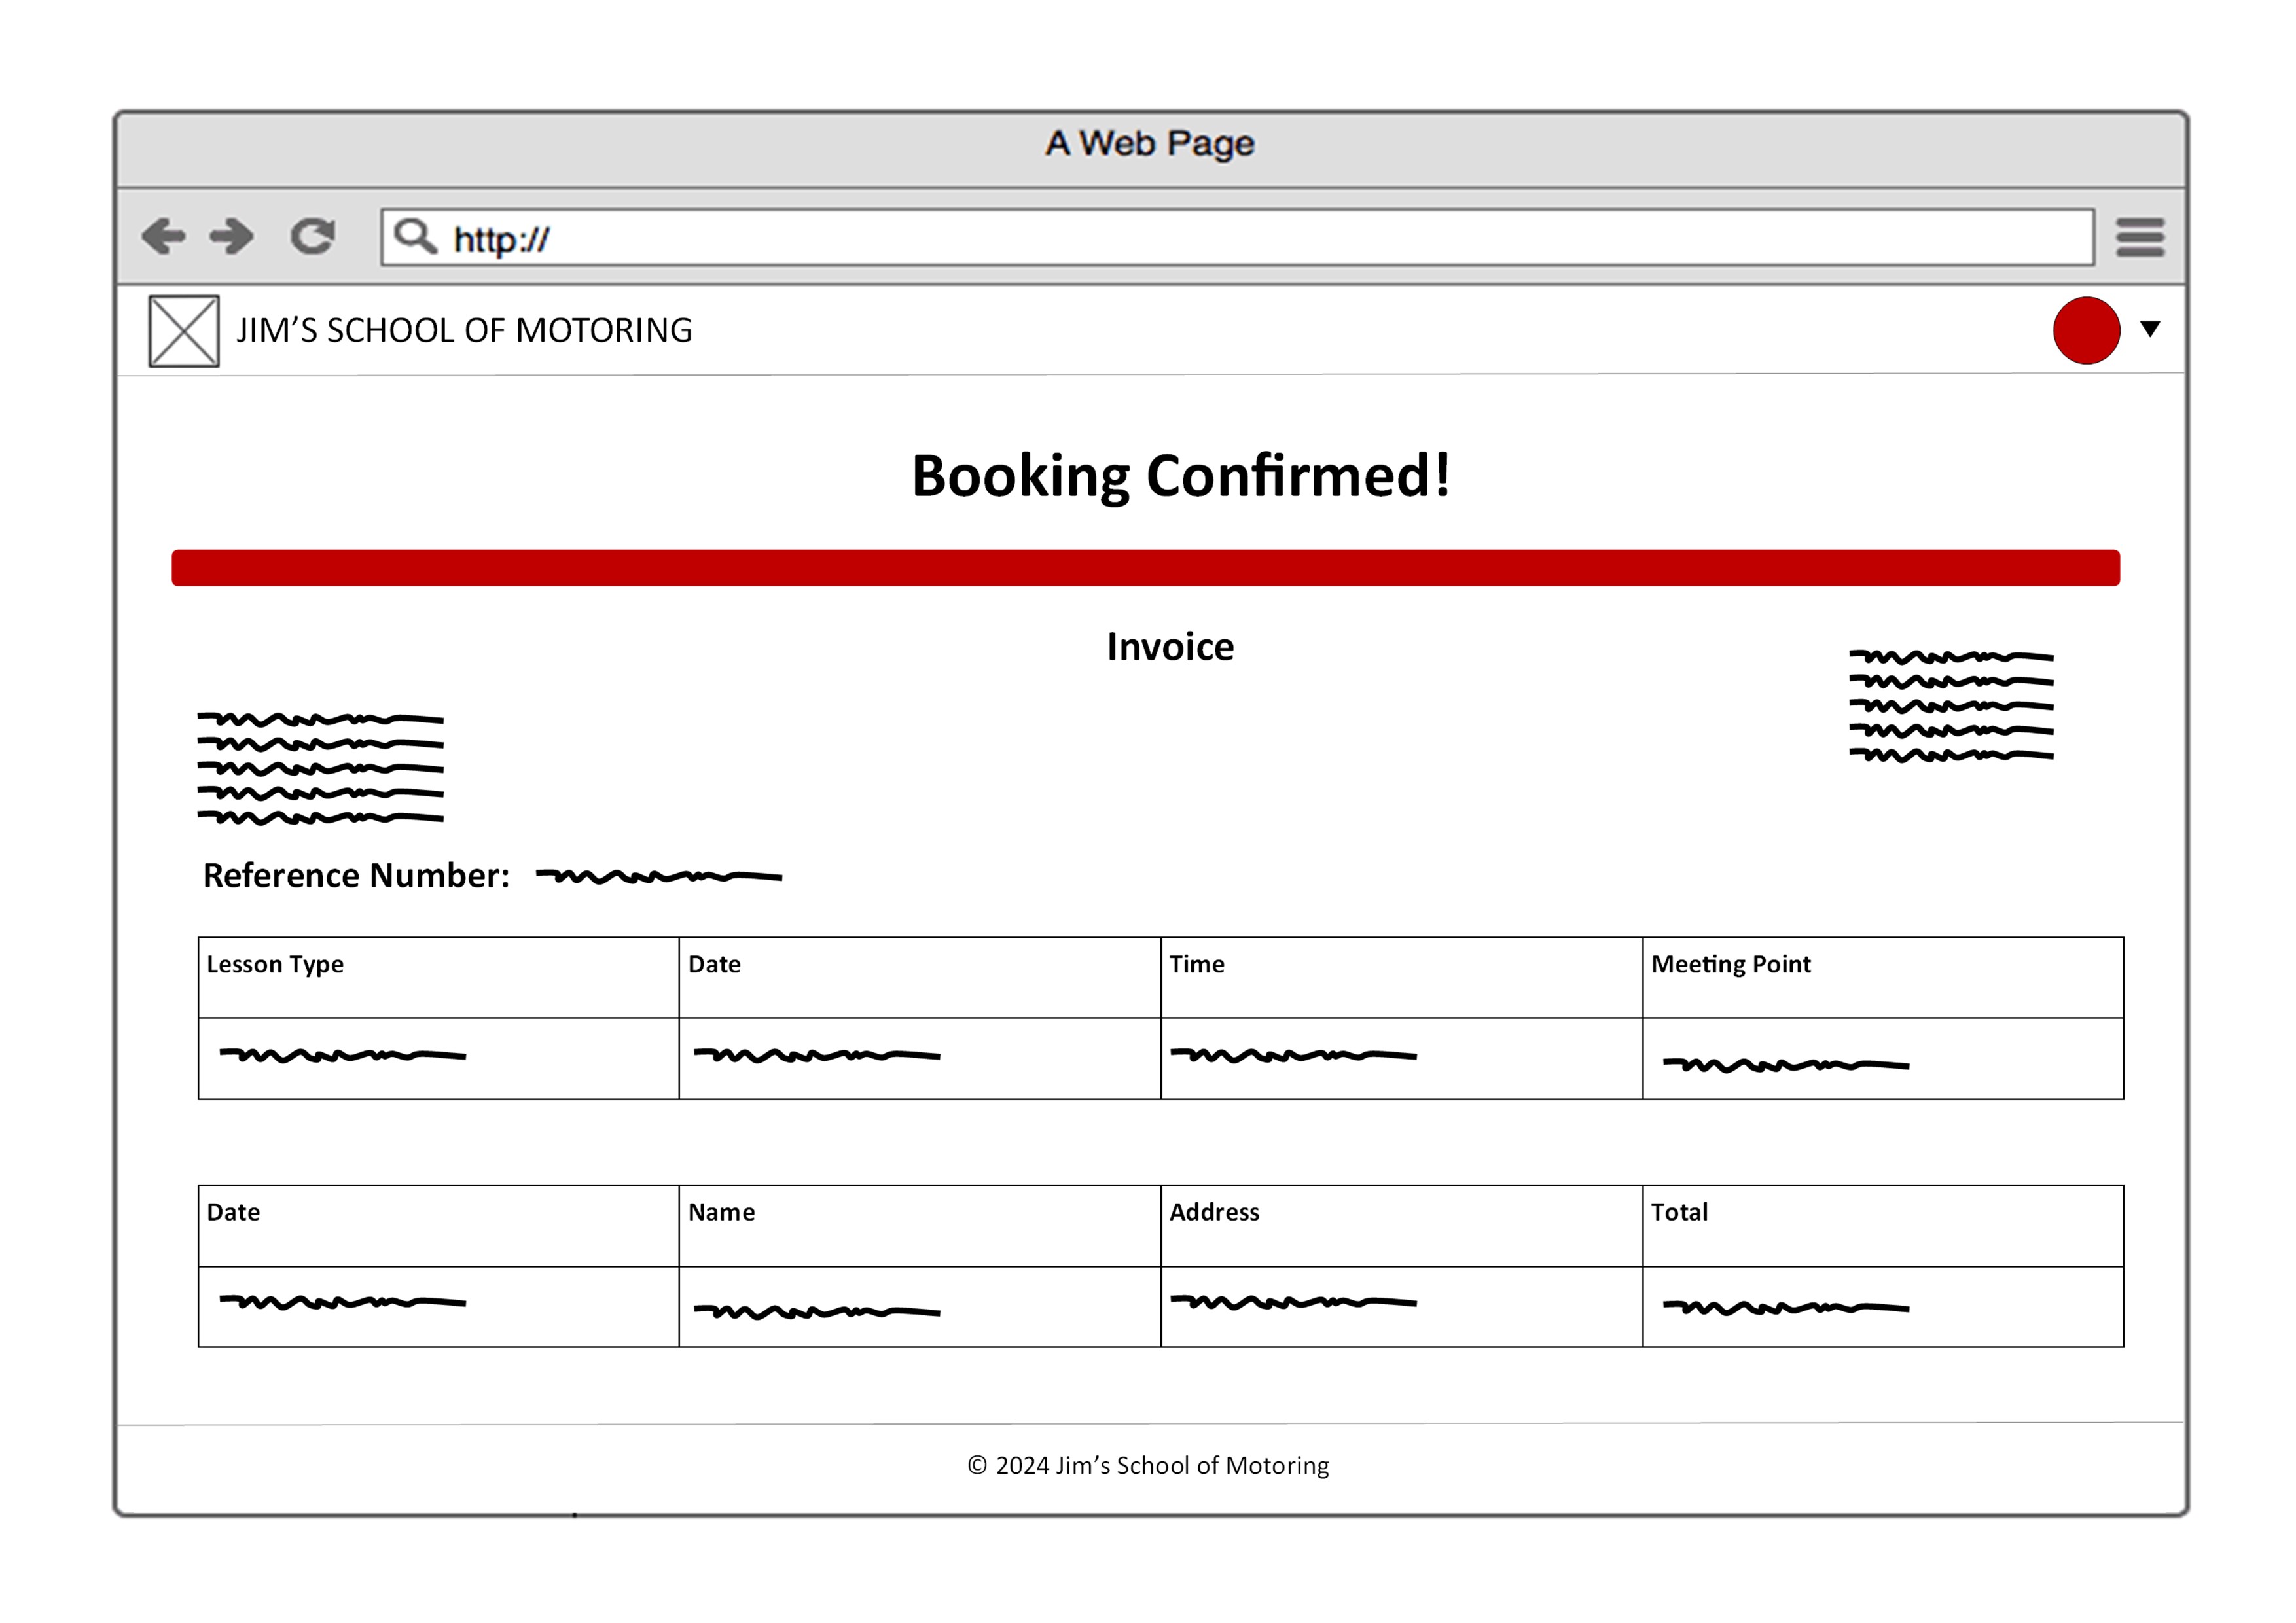 A Web Page
http://
JIM’S SCHOOL OF MOTORING
Booking Confirmed!
Invoice
Reference Number:
Lesson Type Date Time Meeting Point
Date Name Address Total
© 2024 Jim’s School of Motoring